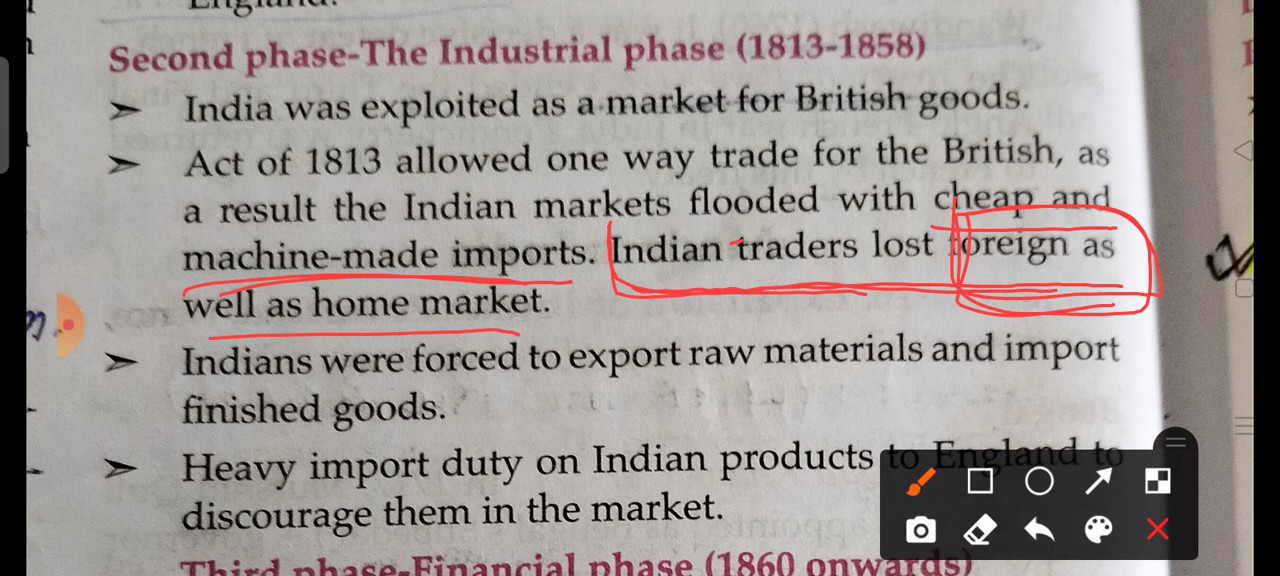 England.
Second phase-The Industrial phase (1813-1858)
➤ India was exploited as a market for British goods.
➤ Act of 1813 allowed one way trade for the British, as
a result the Indian markets flooded with cheap and
machine-made imports. Indian traders lost foreign as
well as home market.
➤ Indians were forced to export raw materials and import
finished goods.
➤ Heavy import duty on Indian products to England to
discourage them in the market.
Third phase-Financial phase (1860 onwards)